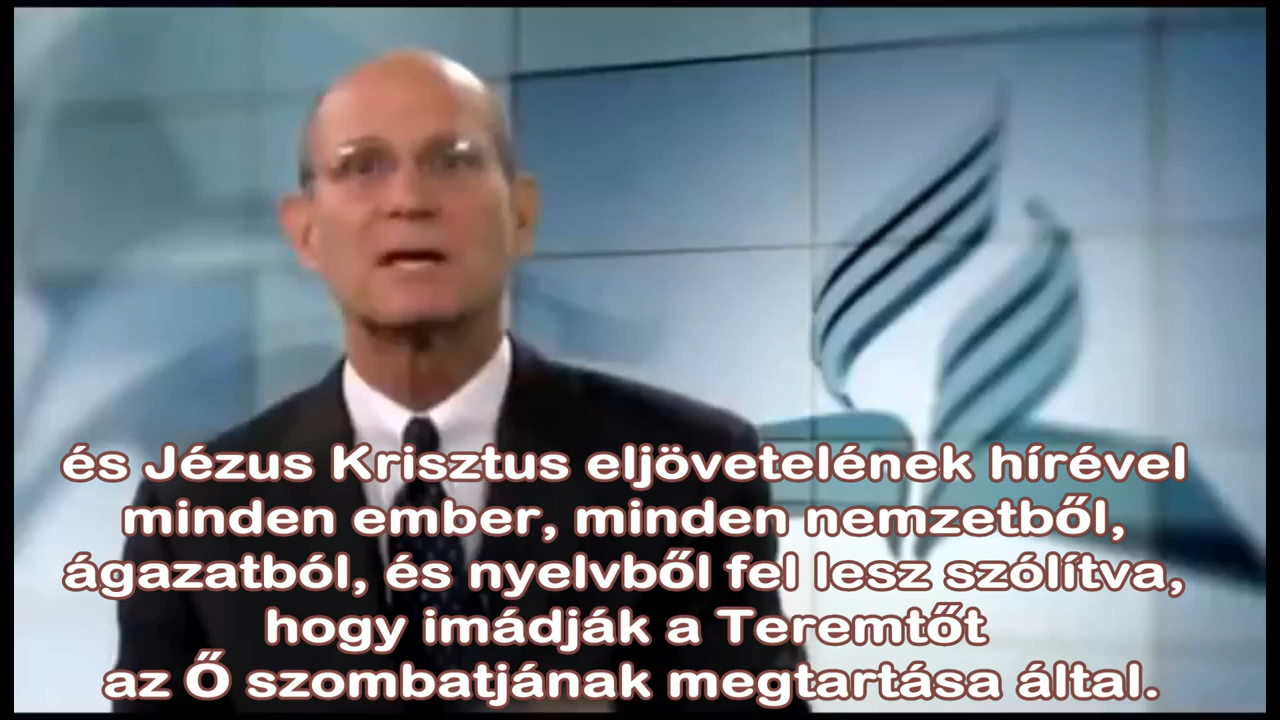 és Jézus Krisztus eljövetelének hírével
minden ember, minden nemzetből,
ágazatból, és nyelvből fel lesz szólítva,
hogy imádják a Teremtőt
az Ő szombatjának megtartása által.